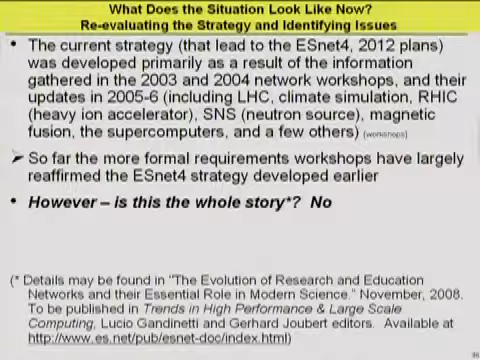 What Does the Situation Look Like Now?
Re-evaluating the Strategy and Identifying Issues
• The current strategy (that lead to the ESnet4, 2012 plans)
was developed primarily as a result of the information
gathered in the 2003 and 2004 network workshops, and their
updates in 2005-6 (including LHC, climate simulation, RHIC
(heavy ion accelerator), SNS (neutron source), magnetic
fusion, the supercomputers, and a few others) [workshops]
➢ So far the more formal requirements workshops have largely
reaffirmed the ESnet4 strategy developed earlier
• However – is this the whole story*? No
(* Details may be found in "The Evolution of Research and Education
Networks and their Essential Role in Modern Science." November, 2008.
To be published in Trends in High Performance & Large Scale
Computing, Lucio Gandinetti and Gerhard Joubert editors. Available at
http://www.es.net/pub/esnet-doc/index.html)